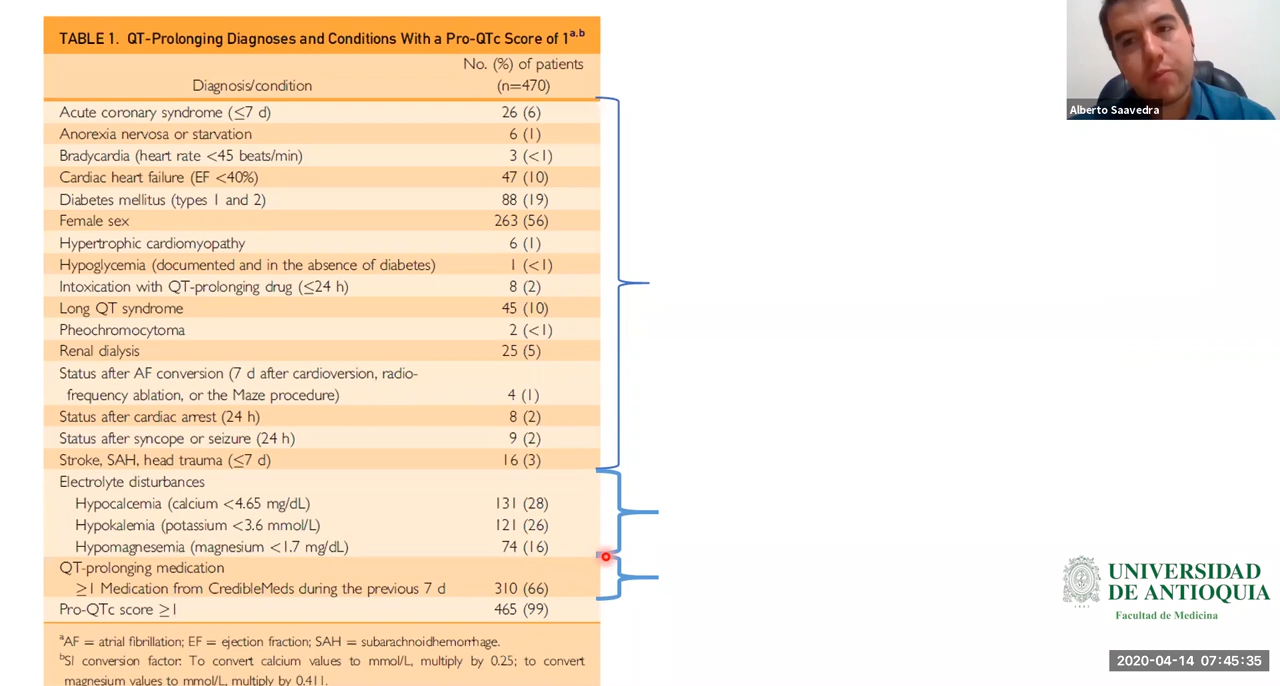 TABLE 1. QT-Prolonging Diagnoses and Conditions With a Pro-QTc Score of 1a,b
No. (%) of patients
Diagnosis/condition (n=470)
Acute coronary syndrome (≤7 d) 26 (6)
Anorexia nervosa or starvation 6 (1)
Bradycardia (heart rate <45 beats/min) 3 (<1)
Cardiac heart failure (EF <40%) 47 (10)
Diabetes mellitus (types 1 and 2) 88 (19)
Female sex 263 (56)
Hypertrophic cardiomyopathy 6 (1)
Hypoglycemia (documented and in the absence of diabetes) 1 (<1)
Intoxication with QT-prolonging drug (≤24 h) 8 (2)
Long QT syndrome 45 (10)
Pheochromocytoma 2 (<1)
Renal dialysis 25 (5)
Status after AF conversion (7 d after cardioversion, radio-
frequency ablation, or the Maze procedure) 4 (1)
Status after cardiac arrest (24 h) 8 (2)
Status after syncope or seizure (24 h) 9 (2)
Stroke, SAH, head trauma (≤7 d) 16 (3)
Electrolyte disturbances
Hypocalcemia (calcium <4.65 mg/dL) 131 (28)
Hypokalemia (potassium <3.6 mmol/L) 121 (26)
Hypomagnesemia (magnesium <1.7 mg/dL) 74 (16)
QT-prolonging medication
≥1 Medication from CredibleMeds during the previous 7 d 310 (66)
Pro-QTc score ≥1 465 (99)
aAF = atrial fibrillation; EF = ejection fraction; SAH = subarachnoidhemorrhage.
bSI conversion factor: To convert calcium values to mmol/L, multiply by 0.25; to convert
magnesium values to mmol/L, multiply by 0.411.
Alberto Saavedra
UNIVERSIDAD
DE ANTIOQUIA
Facultad de Medicina
2020-04-14 07:45:35